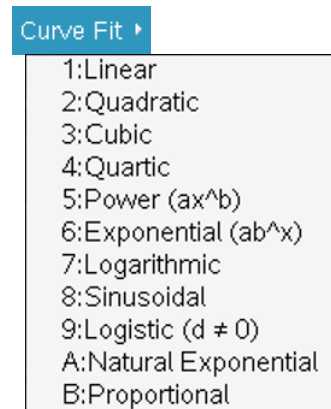 Curve Fit ▸
1:Linear
2:Quadratic
3:Cubic
4:Quartic
5:Power (ax^b)
6:Exponential (ab^x)
7:Logarithmic
8:Sinusoidal
9:Logistic (d ≠ 0)
A:Natural Exponential
B:Proportional